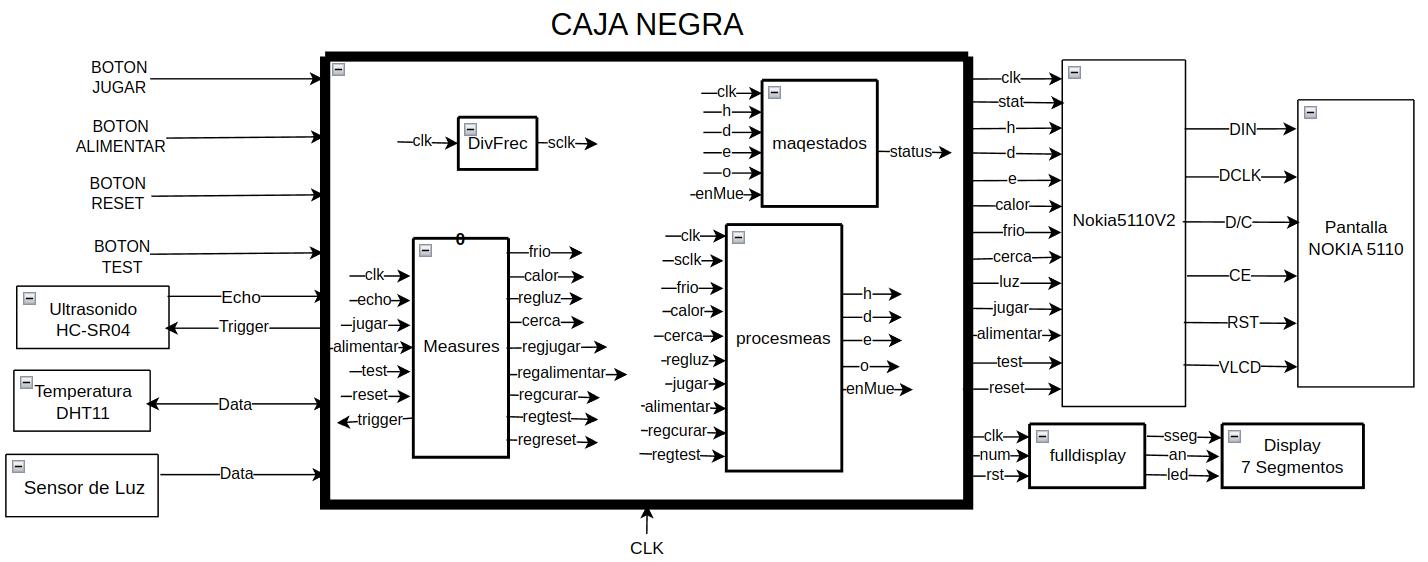 CAJA NEGRA
BOTON
JUGAR
BOTON
ALIMENTAR
BOTON
RESET
BOTON
TEST
Ultrasonido
HC-SR04
Echo
Trigger
Temperatura
DHT11
Data
Sensor de Luz
Data
clk
DivFrec
sclk
clk
h
d
e
o
enMue
maqestados
status
0
clk
echo
jugar
alimentar
test
reset
trigger
Measures
frio
calor
regluz
cerca
regjugar
regalimentar
regcurar
regtest
regreset
clk
sclk
frio
calor
cerca
regluz
jugar
alimentar
regcurar
regtest
procesmeas
h
d
e
o
enMue
CLK
clk
stat
h
d
e
calor
frio
cerca
luz
jugar
alimentar
test
reset
Nokia5110V2
DIN
DCLK
D/C
CE
RST
VLCD
Pantalla
NOKIA 5110
clk
num
rst
fulldisplay
sseg
an
led
Display
7 Segmentos